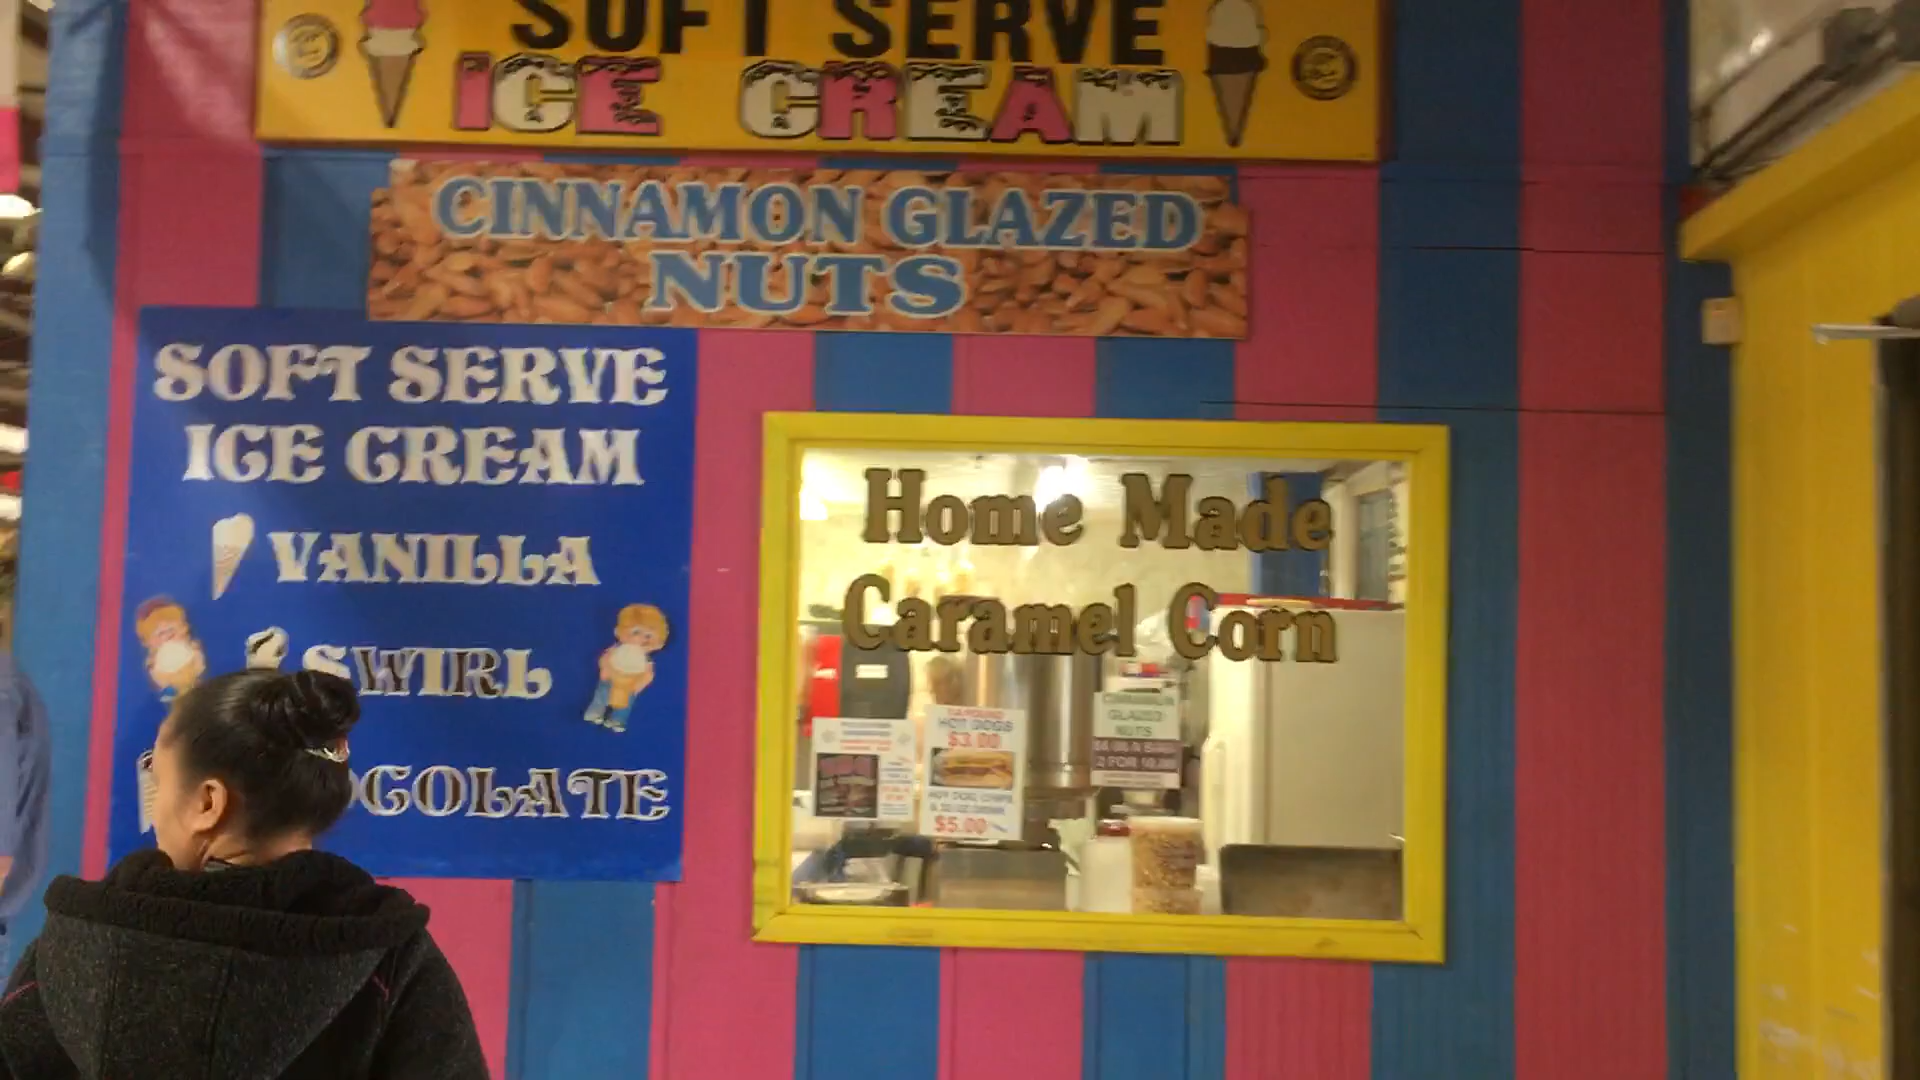 SOFT SERVE
ICE CREAM
CINNAMON GLAZED
NUTS
SOFT SERVE
ICE CREAM
VANILLA
SWIRL
OCOLATE
Home Made
Caramel Corn
HOT DOGS
$3.00
$5.00
CINNAMON
GLAZED
NUTS